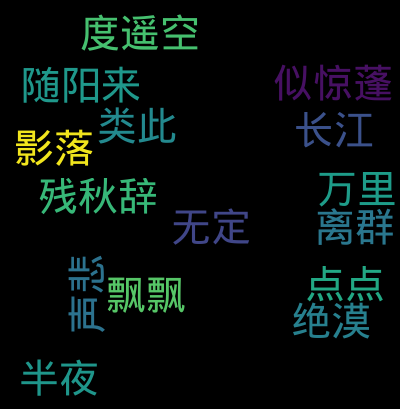 度遥空
随阳来
似惊蓬
类此
长江
影落
残秋辞
万里
无定
离群
声悲
飘飘
点点
绝漠
半夜